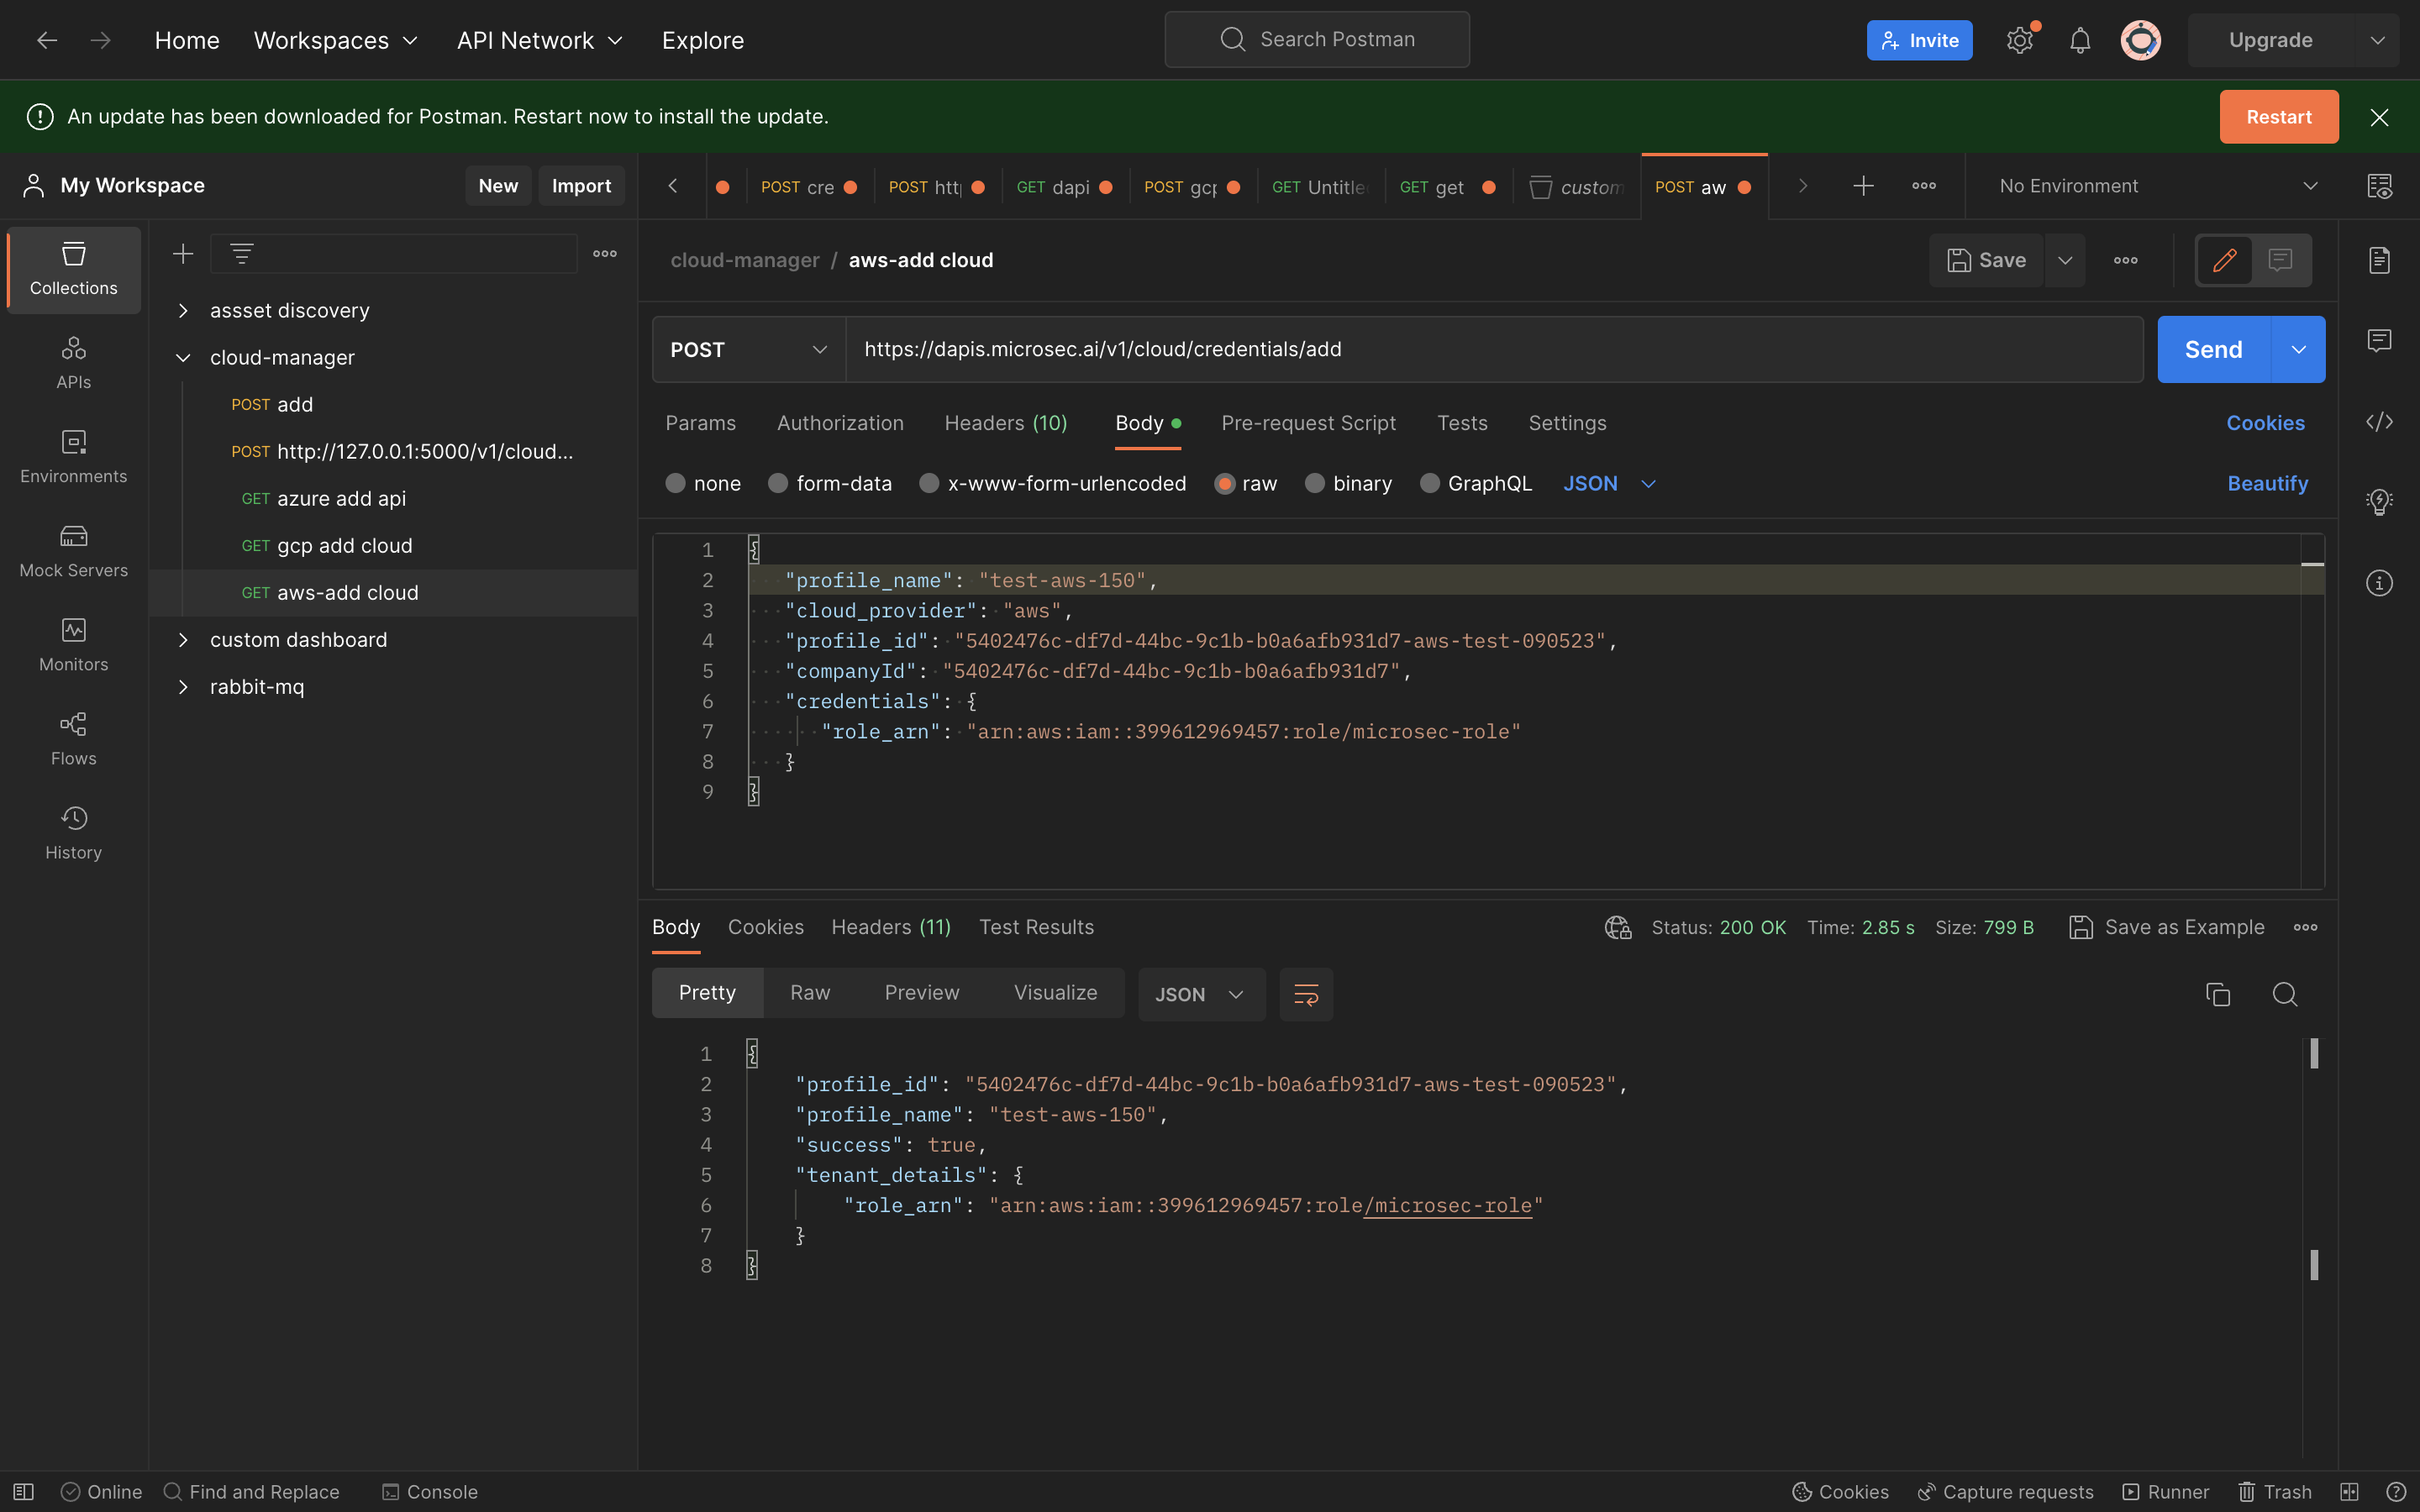 Home Workspaces API Network Explore Search Postman Invite Upgrade
An update has been downloaded for Postman. Restart now to install the update. Restart
My Workspace New Import
POST cre POST http GET dapi POST gcp GET Untitle GET get custom POST aw No Environment
Collections
APIs
Environments
Mock Servers
Monitors
Flows
History
assset discovery
cloud-manager
POST add
POST http://127.0.0.1:5000/v1/cloud...
GET azure add api
GET gcp add cloud
GET aws-add cloud
custom dashboard
rabbit-mq
cloud-manager / aws-add cloud Save
POST https://dapis.microsec.ai/v1/cloud/credentials/add Send
Params Authorization Headers (10) Body Pre-request Script Tests Settings Cookies
none form-data x-www-form-urlencoded raw binary GraphQL JSON Beautify
1 {
2 "profile_name": "test-aws-150",
3 "cloud_provider": "aws",
4 "profile_id": "5402476c-df7d-44bc-9c1b-b0a6afb931d7-aws-test-090523",
5 "companyId": "5402476c-df7d-44bc-9c1b-b0a6afb931d7",
6 "credentials": {
7 "role_arn": "arn:aws:iam::399612969457:role/microsec-role"
8 }
9 }
Body Cookies Headers (11) Test Results Status: 200 OK Time: 2.85 s Size: 799 B Save as Example
Pretty Raw Preview Visualize JSON
1 {
2 "profile_id": "5402476c-df7d-44bc-9c1b-b0a6afb931d7-aws-test-090523",
3 "profile_name": "test-aws-150",
4 "success": true,
5 "tenant_details": {
6 "role_arn": "arn:aws:iam::399612969457:role/microsec-role"
7 }
8 }
Online Find and Replace Console Cookies Capture requests Runner Trash